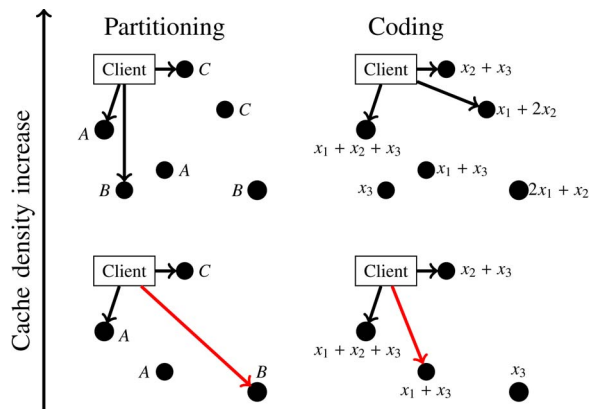 Cache density increase
Partitioning
Client
C
C
A
A
B
B
Client
C
A
A
B
Coding
Client
x₂ + x₃
x₁ + 2x₂
x₁ + x₂ + x₃
x₁ + x₃
x₃
2x₁ + x₂
Client
x₂ + x₃
x₁ + x₂ + x₃
x₁ + x₃
x₃